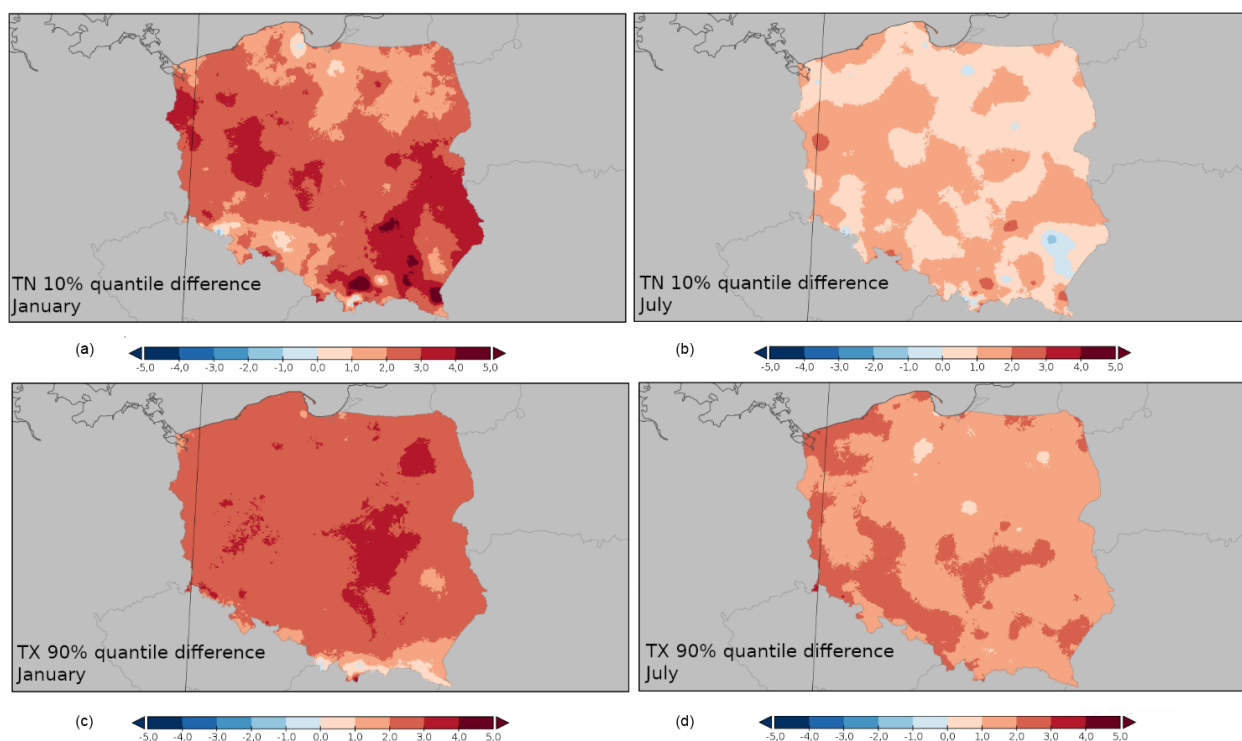 TN 10% quantile difference
January
TN 10% quantile difference
July
(a)
-5,0 -4,0 -3,0 -2,0 -1,0 0,0 1,0 2,0 3,0 4,0 5,0
(b)
-5,0 -4,0 -3,0 -2,0 -1,0 0,0 1,0 2,0 3,0 4,0 5,0
TX 90% quantile difference
January
TX 90% quantile difference
July
(c)
-5,0 -4,0 -3,0 -2,0 -1,0 0,0 1,0 2,0 3,0 4,0 5,0
(d)
-5,0 -4,0 -3,0 -2,0 -1,0 0,0 1,0 2,0 3,0 4,0 5,0